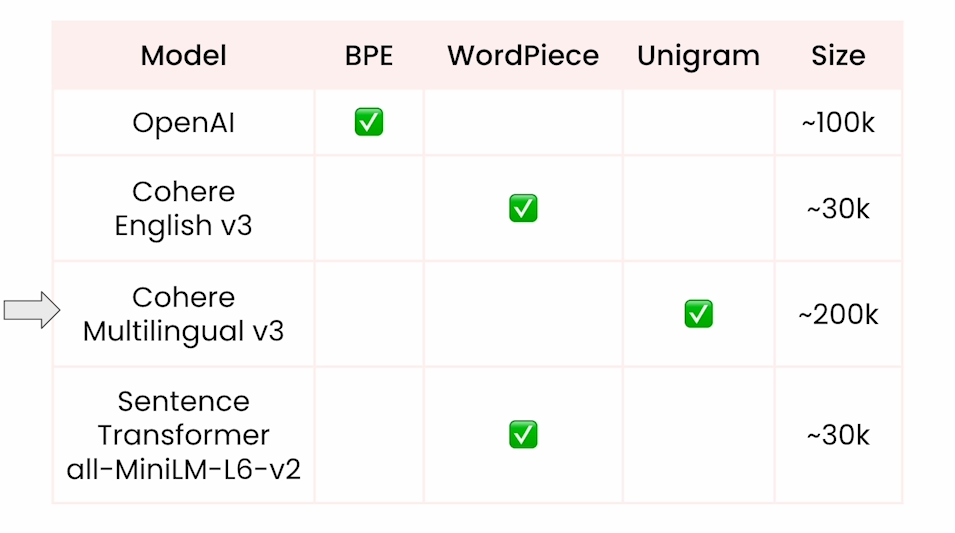 Model BPE WordPiece Unigram Size
OpenAI ✅ ~100k
Cohere
English v3 ✅ ~30k
Cohere
Multilingual v3 ✅ ~200k
Sentence
Transformer
all-MiniLM-L6-v2 ✅ ~30k